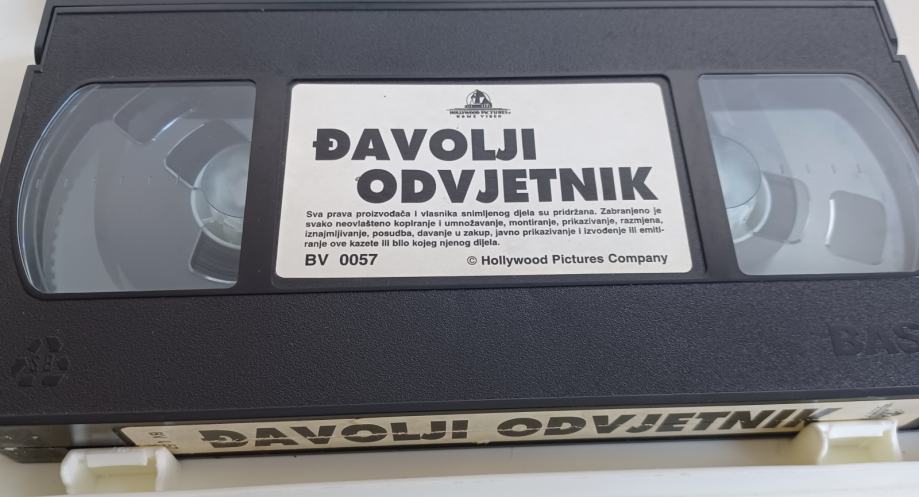 HOLLYWOOD PICTURES
HOME VIDEO
ĐAVOLJI
ODVJETNIK
Sva prava proizvođača i vlasnika snimljenog djela su pridržana. Zabranjeno je
svako neovlašteno kopiranje i umnožavanje, montiranje, prikazivanje, razmjena,
iznajmljivanje, posudba, davanje u zakup, javno prikazivanje i izvođenje ili emiti-
ranje ove kazete ili bilo kojeg njenog dijela.
BV 0057 © Hollywood Pictures Company
BAS
ĐAVOLJI ODVJETNIK